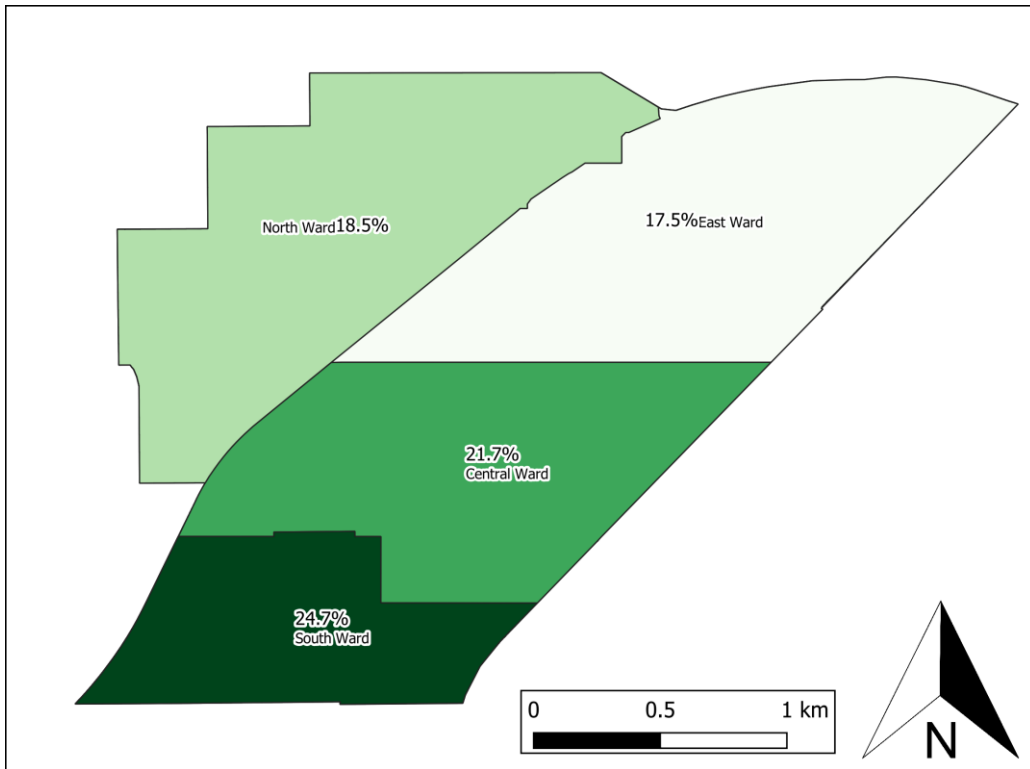 North Ward18.5%
17.5%East Ward
21.7%
Central Ward
24.7%
South Ward
0 0.5 1 km
N